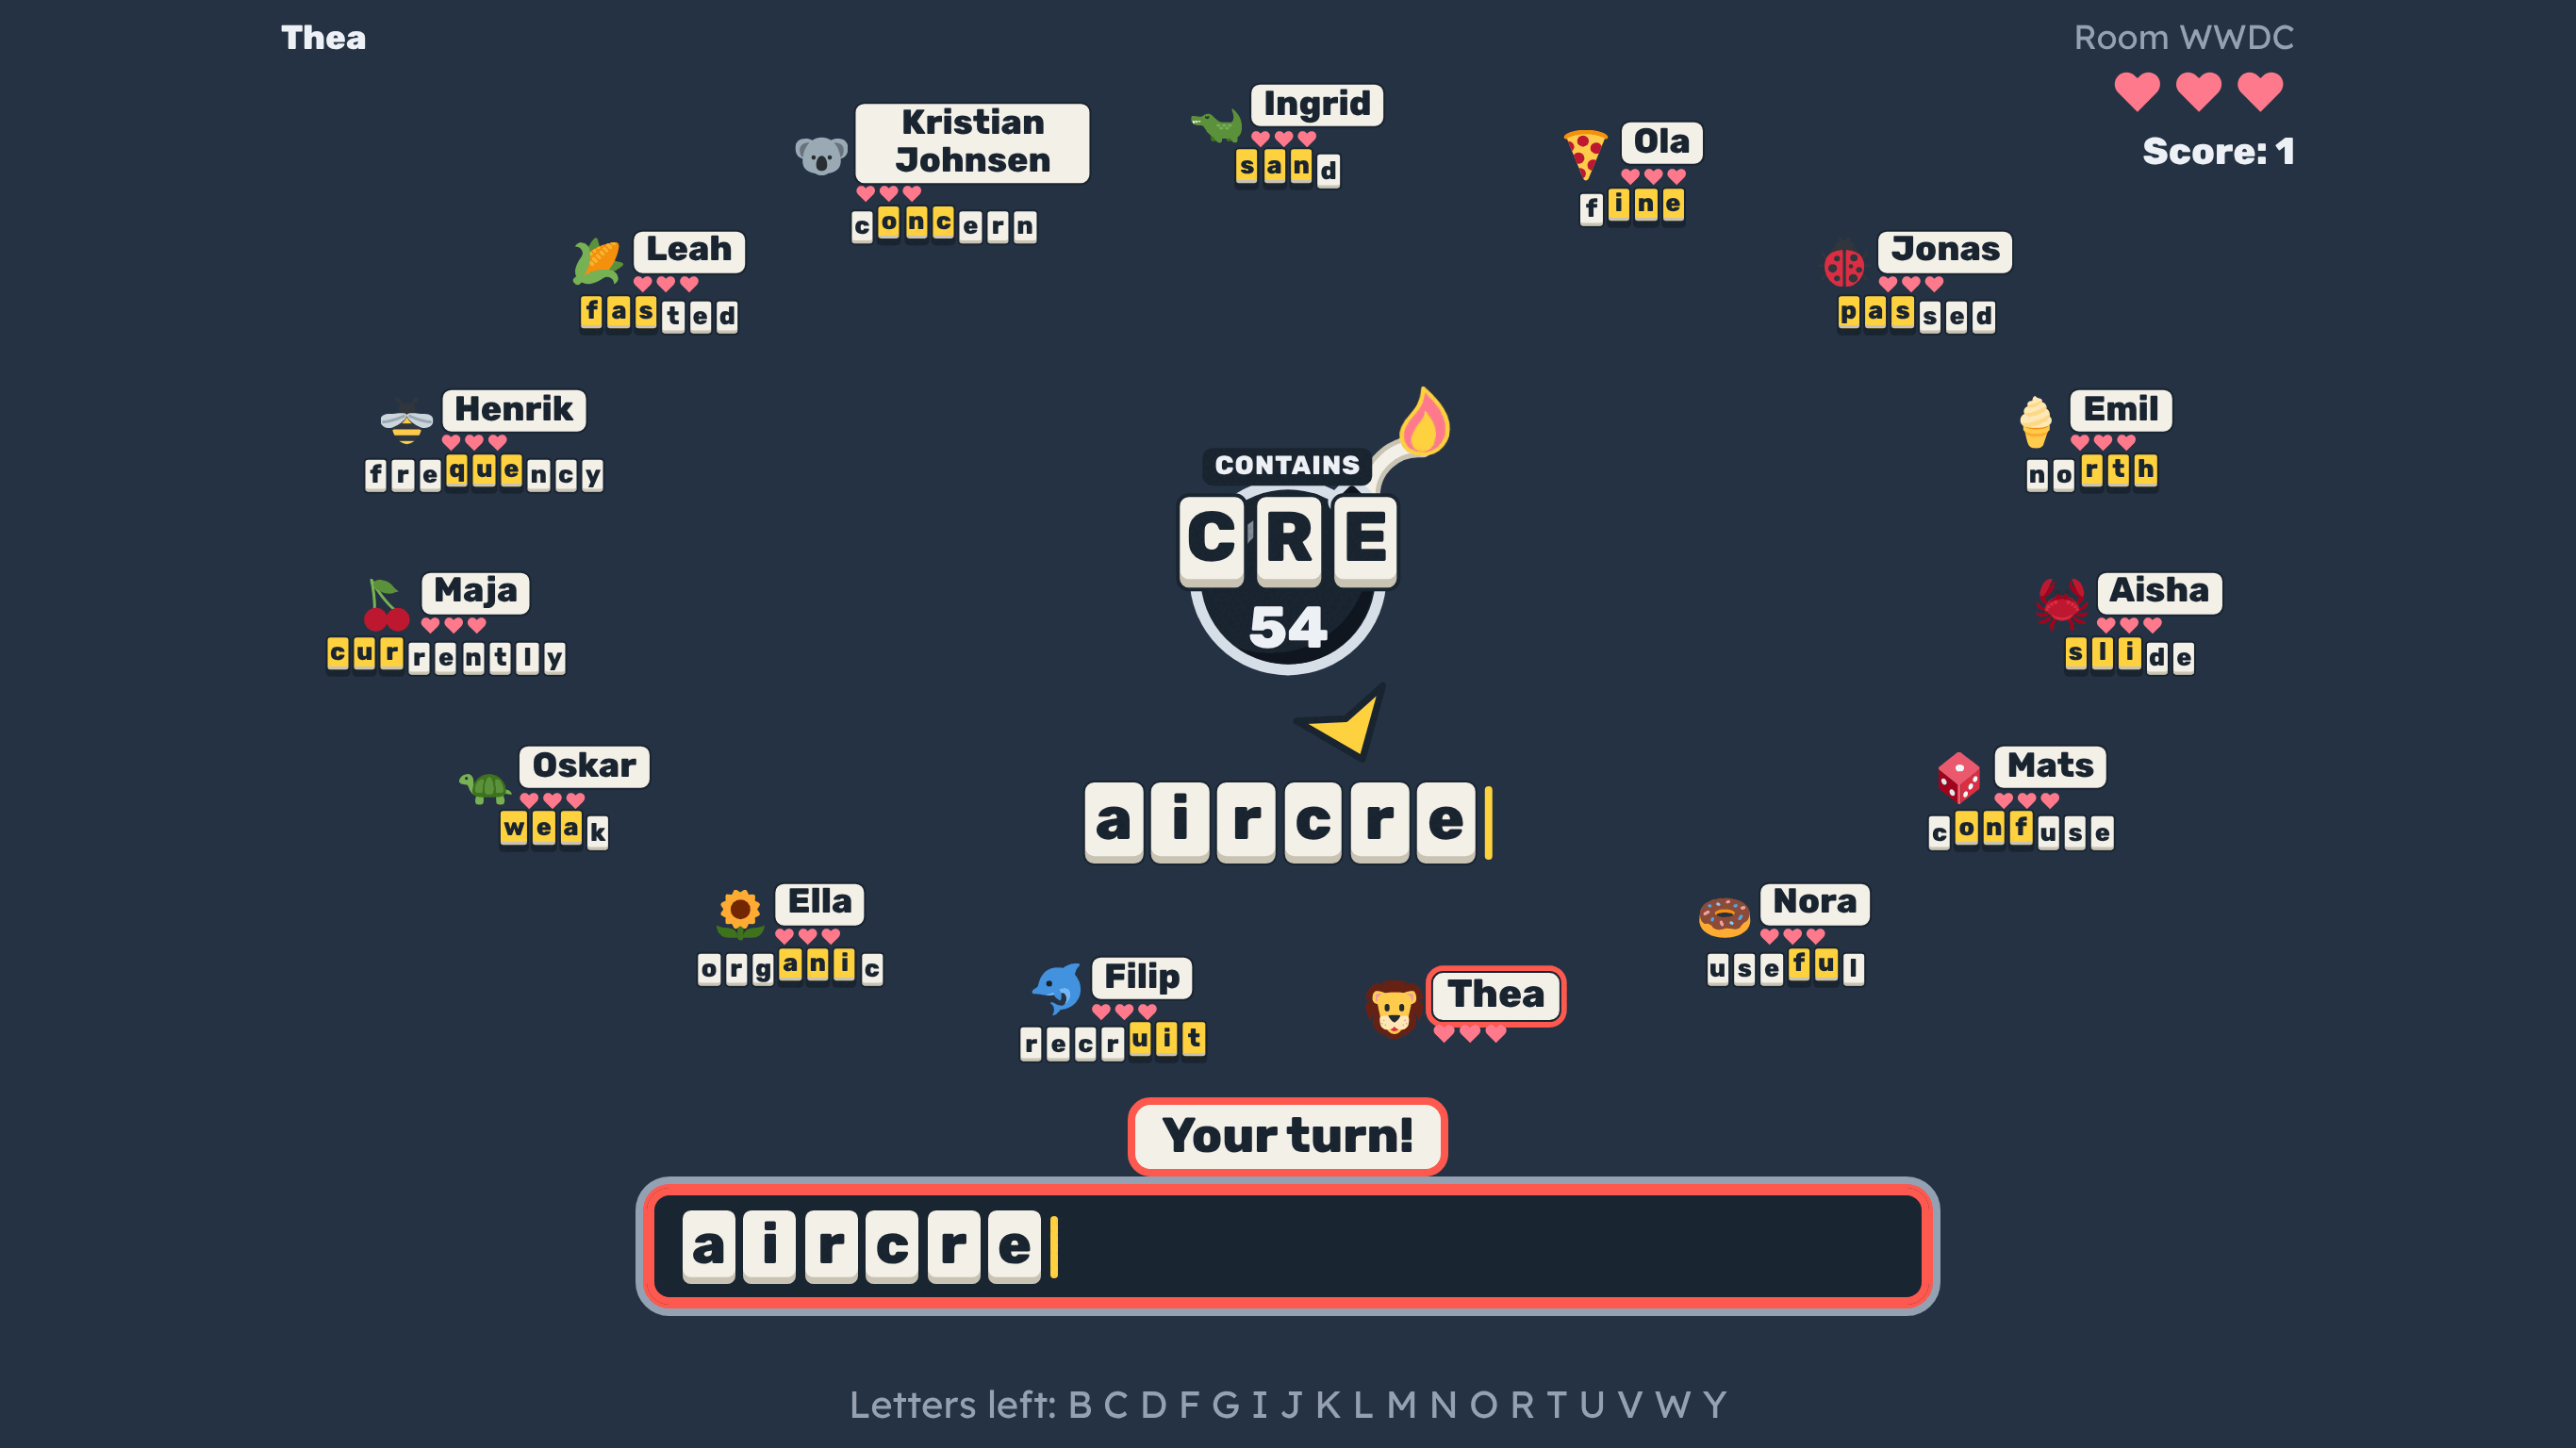 Thea
Room WWDC
Score: 1
Kristian
Johnsen
concern
Ingrid
sand
Ola
fine
Leah
fasted
Jonas
passed
Henrik
frequency
Emil
north
CONTAINS
CRE
54
Maja
currently
Aisha
slide
Oskar
weak
Mats
confuse
aircre
Ella
organic
Nora
useful
Filip
recruit
Thea
Your turn!
aircre
Letters left: B C D F G I J K L M N O R T U V W Y